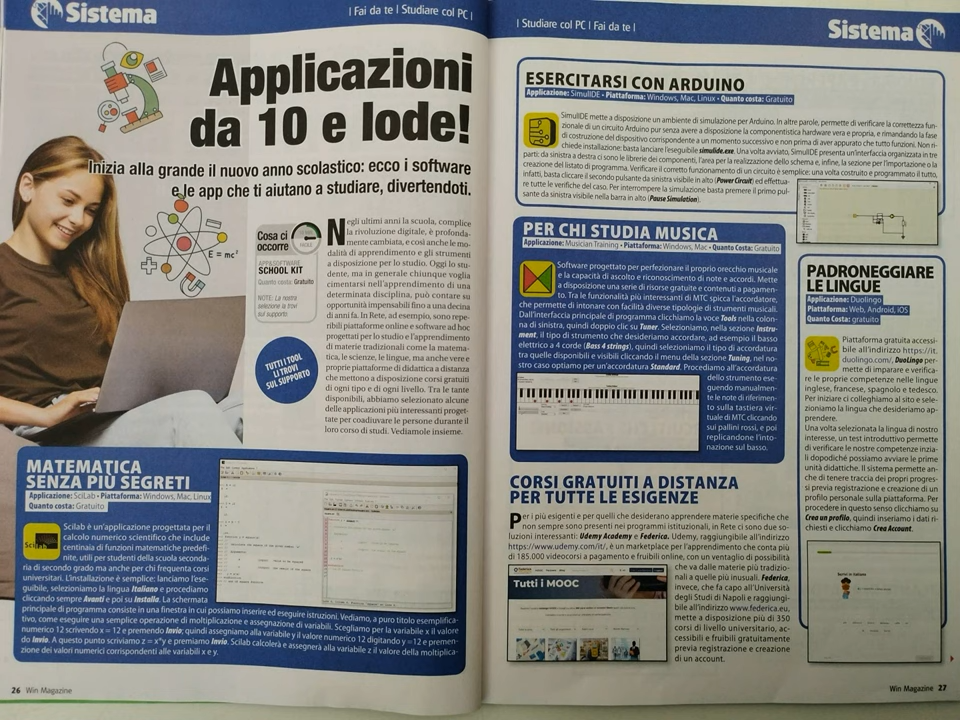 Sistema
| Fai da te | Studiare col PC |
Applicazioni
da 10 e lode!
Inizia alla grande il nuovo anno scolastico: ecco i software
e le app che ti aiutano a studiare, divertendoti.
E = mc²
Cosa ci
occorre
FACILE
APP&SOFTWARE
SCHOOL KIT
Quanto costa: Gratuito
NOTE: La nostra
selezione la trovi
sul supporto
TUTTI I TOOL
LI TROVI
SUL SUPPORTO
Negli ultimi anni la scuola, complice
la rivoluzione digitale, è profonda-
mente cambiata, e così anche le mo-
dalità di apprendimento e gli strumenti
a disposizione per lo studio. Oggi lo stu-
dente, ma in generale chiunque voglia
cimentarsi nell'apprendimento di una
determinata disciplina, può contare su
opportunità impensabili fino a una decina
di anni fa. In Rete, ad esempio, sono repe-
ribili piattaforme online e software ad hoc
progettati per lo studio e l'apprendimento
di materie tradizionali come la matema-
tica, le scienze, le lingue, ma anche vere e
proprie piattaforme di didattica a distanza
che mettono a disposizione corsi gratuiti
di ogni tipo e di ogni livello. Tra le tante
disponibili, abbiamo selezionato alcune
delle applicazioni più interessanti proget-
tate per coadiuvare le persone durante il
loro corso di studi. Vediamole insieme.
MATEMATICA
SENZA PIÙ SEGRETI
Applicazione: SciLab • Piattaforma: Windows, Mac, Linux
Quanto costa: Gratuito
Scilab
Scilab è un'applicazione progettata per il
calcolo numerico scientifico che include
centinaia di funzioni matematiche predefi-
nite, utili per studenti della scuola seconda-
ria di secondo grado ma anche per chi frequenta corsi
universitari. L'installazione è semplice: lanciamo l'ese-
guibile, selezioniamo la lingua Italiano e procediamo
cliccando sempre Avanti e poi su Installa. La schermata
principale di programma consiste in una finestra in cui possiamo inserire ed eseguire istruzioni. Vediamo, a puro titolo esemplifica-
tivo, come eseguire una semplice operazione di moltiplicazione e assegnazione di variabili. Scegliamo per la variabile x il valore
numerico 12 scrivendo x = 12 e premendo Invio; quindi assegniamo alla variabile y il valore numerico 12 digitando y =12 e premen-
do Invio. A questo punto scriviamo z = x*y e premiamo Invio. Scilab calcolerà e assegnerà alla variabile z il valore della moltiplica-
zione dei valori numerici corrispondenti alle variabili x e y.
26 Win Magazine
| Studiare col PC | Fai da te |
Sistema
ESERCITARSI CON ARDUINO
Applicazione: SimulIDE • Piattaforma: Windows, Mac, Linux • Quanto costa: Gratuito
SimulIDE mette a disposizione un ambiente di simulazione per Arduino. In altre parole, permette di verificare la correttezza fun-
zionale di un circuito Arduino pur senza avere a disposizione la componentistica hardware vera e propria, e rimandando la fase
di costruzione del dispositivo corrispondente a un momento successivo e non prima di aver appurato che tutto funzioni. Non ri-
chiede installazione: basta lanciare l'eseguibile simulide.exe. Una volta avviato, SimulIDE presenta un'interfaccia organizzata in tre
parti: da sinistra a destra ci sono le librerie dei componenti, l'area per la realizzazione dello schema e, infine, la sezione per l'importazione o la
creazione del listato di programma. Verificare il corretto funzionamento di un circuito è semplice: una volta costruito e programmato il tutto,
infatti, basta cliccare il secondo pulsante da sinistra visibile in alto (Power Circuit) ed effettua-
re tutte le verifiche del caso. Per interrompere la simulazione basta premere il primo pul-
sante da sinistra visibile nella barra in alto (Pause Simulation).
PER CHI STUDIA MUSICA
Applicazione: Musician Training • Piattaforma: Windows, Mac • Quanto Costa: Gratuito
Software progettato per perfezionare il proprio orecchio musicale
e la capacità di ascolto e riconoscimento di note e accordi. Mette
a disposizione una serie di risorse gratuite e contenuti a pagamen-
to. Tra le funzionalità più interessanti di MTC spicca l'accordatore,
che permette di intonare con facilità diverse tipologie di strumenti musicali.
Dall'interfaccia principale di programma clicchiamo la voce Tools nella colon-
na di sinistra, quindi doppio clic su Tuner. Selezioniamo, nella sezione Instru-
ment, il tipo di strumento che desideriamo accordare, ad esempio il basso
elettrico a 4 corde (Bass 4 strings), quindi selezioniamo il tipo di accordatura
tra quelle disponibili e visibili cliccando il menu della sezione Tuning, nel no-
stro caso optiamo per un'accordatura Standard. Procediamo all'accordatura
dello strumento ese-
guendo manualmen-
te le note di riferimen-
to sulla tastiera vir-
tuale di MTC cliccando
sui pallini rossi, e poi
replicandone l'into-
nazione sul basso.
PADRONEGGIARE
LE LINGUE
Applicazione: Duolingo
Piattaforma: Web, Android, iOS
Quanto Costa: gratuito
Piattaforma gratuita accessi-
bile all'indirizzo https://it.
duolingo.com/, DuoLingo per-
mette di imparare e verifica-
re le proprie competenze nelle lingue
inglese, francese, spagnolo e tedesco.
Per iniziare ci colleghiamo al sito e sele-
zioniamo la lingua che desideriamo ap-
prendere.
Una volta selezionata la lingua di nostro
interesse, un test introduttivo permette
di verificare le nostre competenze inizia-
li dopodiché possiamo avviare le prime
unità didattiche. Il sistema permette an-
che di tenere traccia dei propri progres-
si previa registrazione e creazione di un
profilo personale sulla piattaforma. Per
procedere in questo senso clicchiamo su
Crea un profilo, quindi inseriamo i dati ri-
chiesti e clicchiamo Crea Account.
CORSI GRATUITI A DISTANZA
PER TUTTE LE ESIGENZE
Per i più esigenti e per quelli che desiderano apprendere materie specifiche che
non sempre sono presenti nei programmi istituzionali, in Rete ci sono due so-
luzioni interessanti: Udemy Academy e Federica. Udemy, raggiungibile all'indirizzo
https://www.udemy.com/it/, è un marketplace per l'apprendimento che conta più
di 185.000 videocorsi a pagamento e fruibili online, con un ventaglio di possibilità
che va dalle materie più tradizio-
nali a quelle più inusuali. Federica,
invece, che fa capo all'Università
degli Studi di Napoli e raggiungi-
bile all'indirizzo www.federica.eu,
mette a disposizione più di 350
corsi di livello universitario, ac-
cessibili e fruibili gratuitamente
previa registrazione e creazione
di un account.
Tutti i MOOC
Win Magazine 27